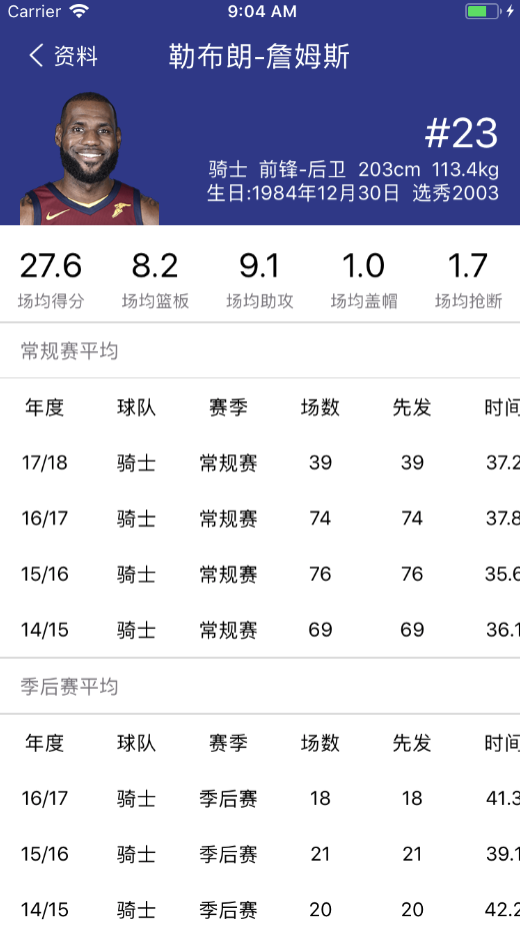 Carrier 9:04 AM
资料 勒布朗-詹姆斯
#23
骑士 前锋-后卫 203cm 113.4kg
生日:1984年12月30日 选秀2003
27.6 8.2 9.1 1.0 1.7
场均得分 场均篮板 场均助攻 场均盖帽 场均抢断
常规赛平均
年度 球队 赛季 场数 先发 时间
17/18 骑士 常规赛 39 39 37.2
16/17 骑士 常规赛 74 74 37.8
15/16 骑士 常规赛 76 76 35.6
14/15 骑士 常规赛 69 69 36.1
季后赛平均
年度 球队 赛季 场数 先发 时间
16/17 骑士 季后赛 18 18 41.3
15/16 骑士 季后赛 21 21 39.1
14/15 骑士 季后赛 20 20 42.2